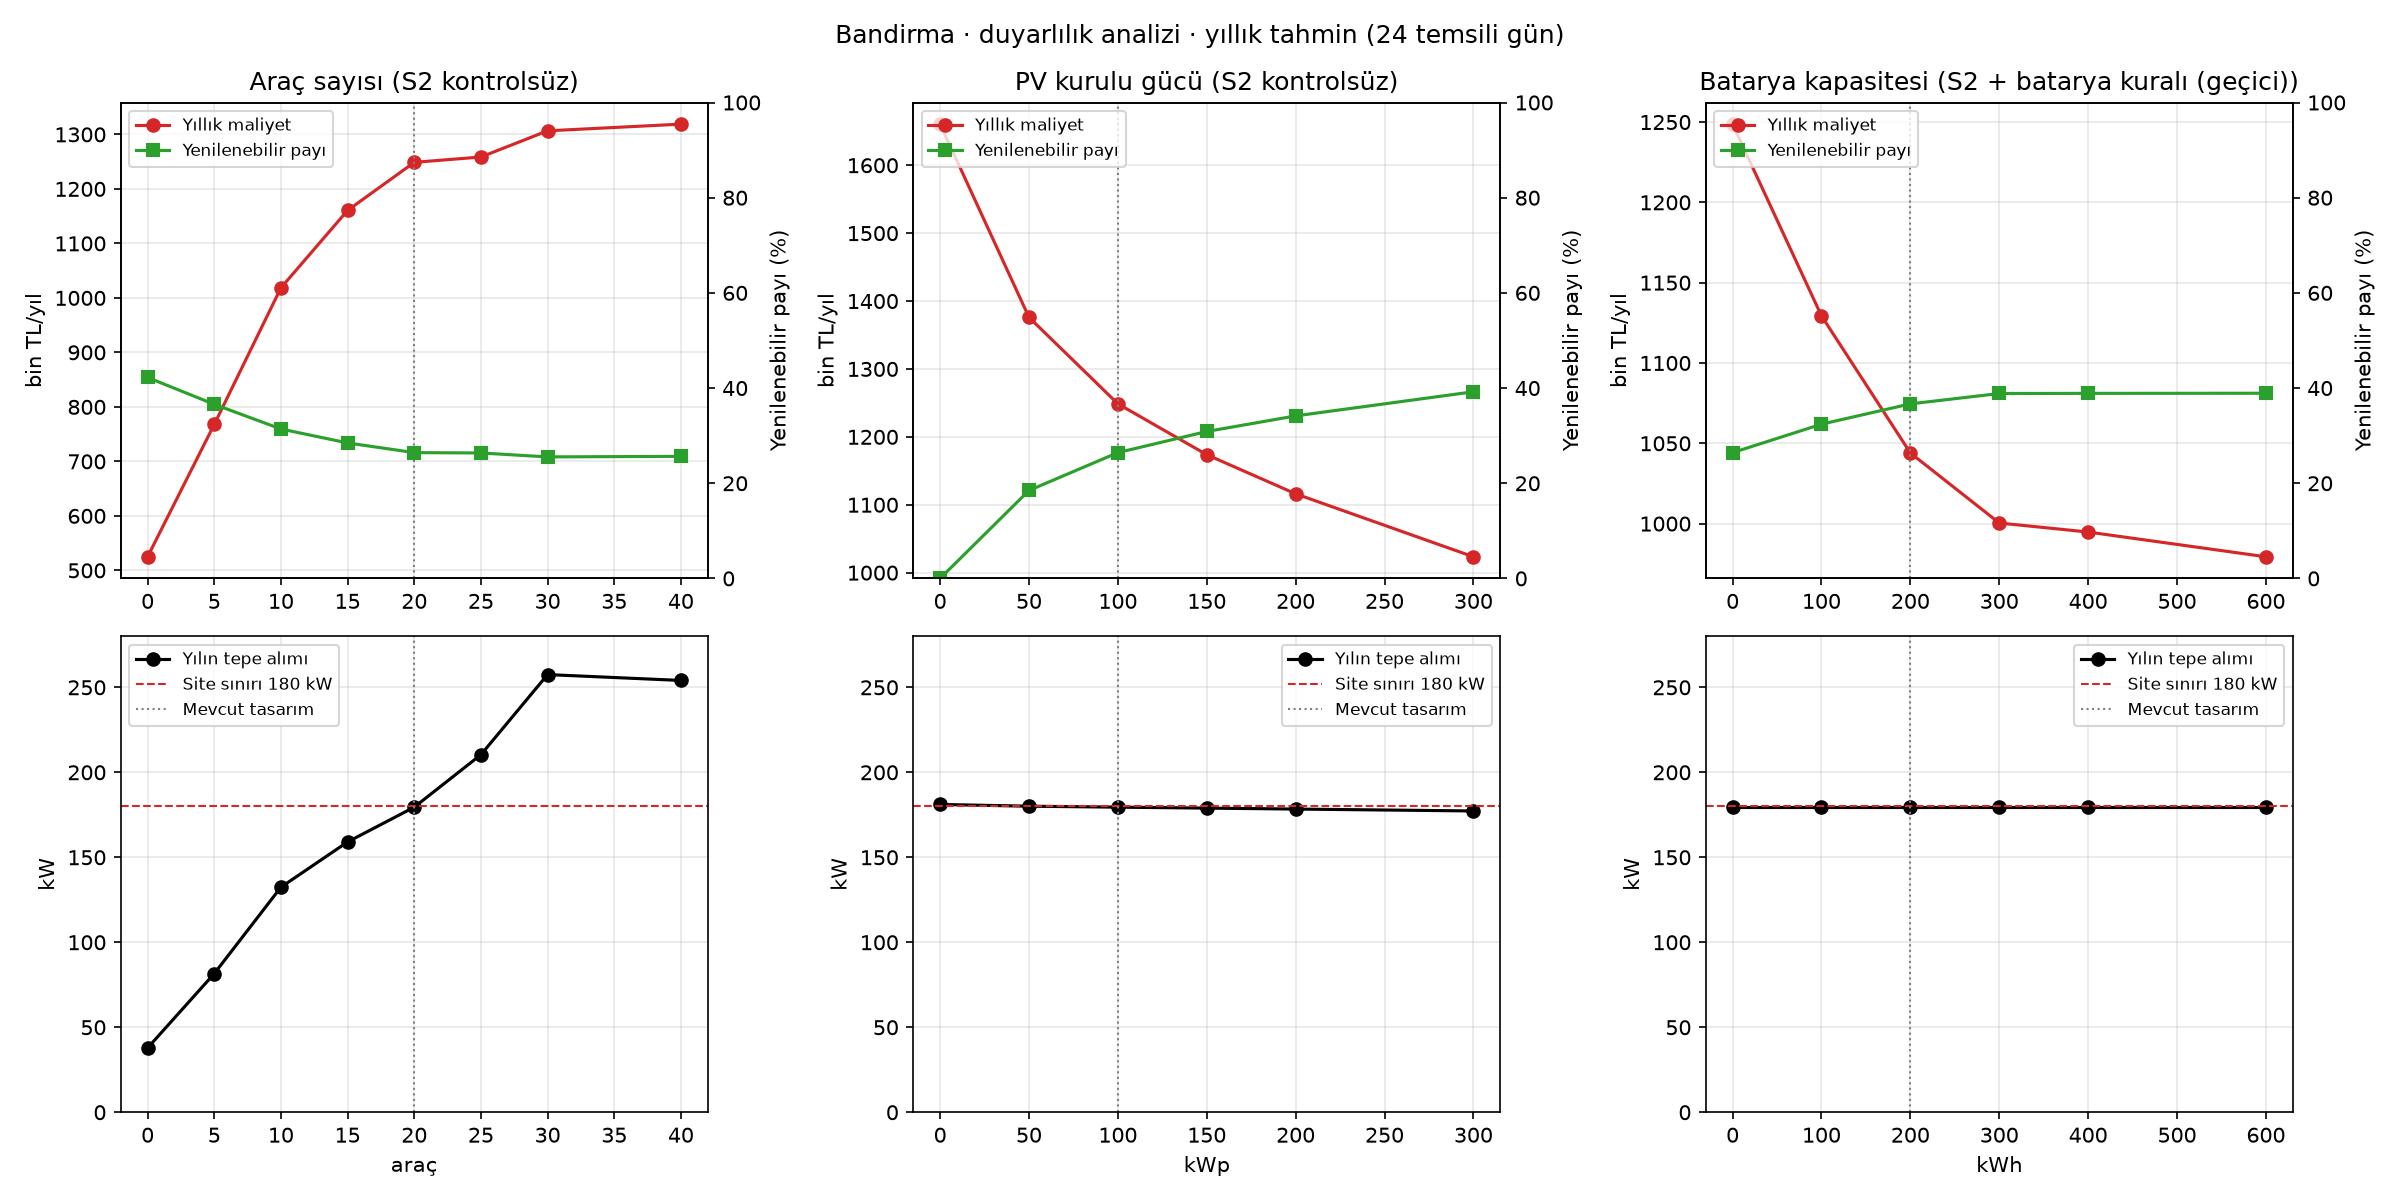 Bandirma · duyarlılık analizi · yıllık tahmin (24 temsili gün)
Araç sayısı (S2 kontrolsüz)
Yıllık maliyet
Yenilenebilir payı
bin TL/yıl
1300
1200
1100
1000
900
800
700
600
500
Yenilenebilir payı (%)
100
80
60
40
20
0
0 5 10 15 20 25 30 35 40
PV kurulu gücü (S2 kontrolsüz)
Yıllık maliyet
Yenilenebilir payı
bin TL/yıl
1600
1500
1400
1300
1200
1100
1000
Yenilenebilir payı (%)
100
80
60
40
20
0
0 50 100 150 200 250 300
Batarya kapasitesi (S2 + batarya kuralı (geçici))
Yıllık maliyet
Yenilenebilir payı
bin TL/yıl
1250
1200
1150
1100
1050
1000
Yenilenebilir payı (%)
100
80
60
40
20
0
0 100 200 300 400 500 600
Yılın tepe alımı
Site sınırı 180 kW
Mevcut tasarım
kW
250
200
150
100
50
0
0 5 10 15 20 25 30 35 40
araç
Yılın tepe alımı
Site sınırı 180 kW
Mevcut tasarım
kW
250
200
150
100
50
0
0 50 100 150 200 250 300
kWp
Yılın tepe alımı
Site sınırı 180 kW
Mevcut tasarım
kW
250
200
150
100
50
0
0 100 200 300 400 500 600
kWh